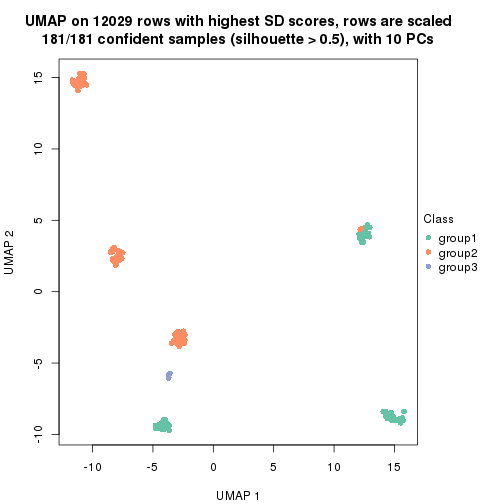 UMAP on 12029 rows with highest SD scores, rows are scaled
181/181 confident samples (silhouette > 0.5), with 10 PCs
15
10
5
0
-5
-10
UMAP 2
-10
-5
0
5
10
15
UMAP 1
Class
group1
group2
group3